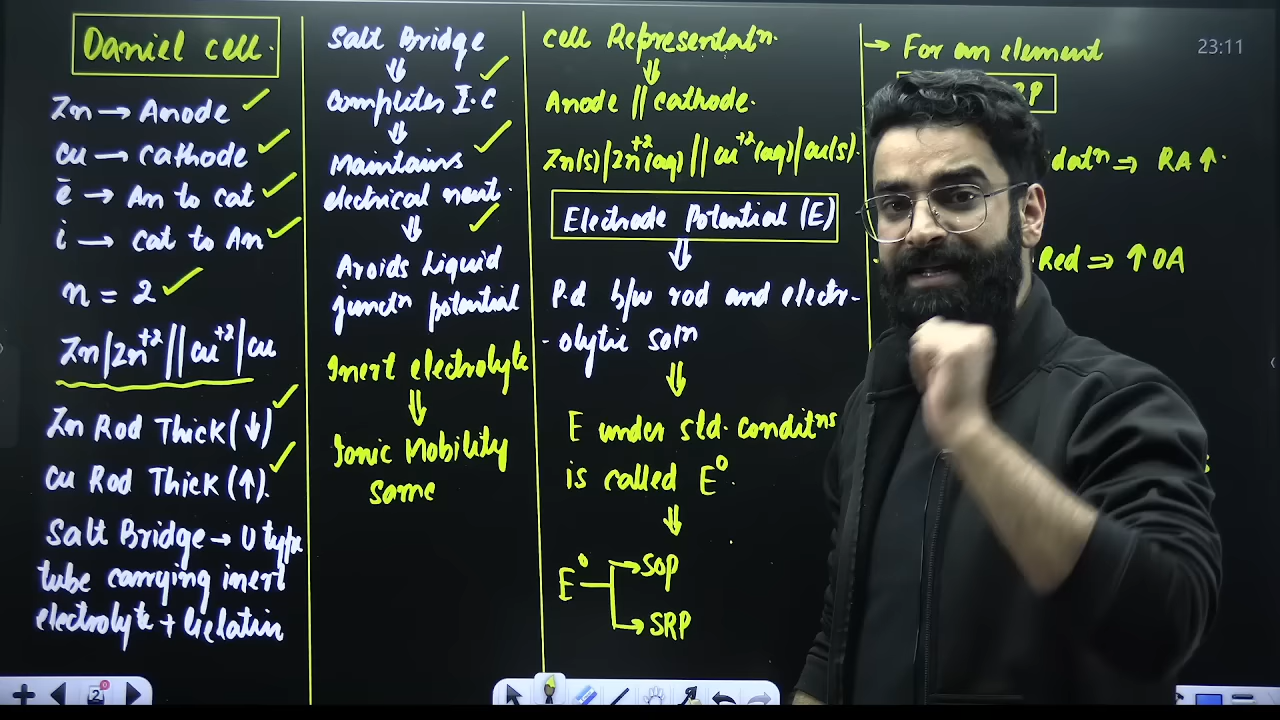 Daniel cell.
Zn → Anode ✓
cu → cathode ✓
ē → An to cat ✓
i → cat to An ✓
n = 2 ✓
Zn/Zn+2//cu+2/cu
Zn Rod Thick (↓) ✓
cu Rod Thick (↑). ✓
Salt Bridge → U type
tube carrying inert
electrolyte + Gelatin
Salt Bridge
⇓
completes I.C ✓
⇓
Maintains ✓
electrical neut.
⇓ ✓
Avoids Liquid
junctn potential
Inert electrolyte
⇓
Ionic Mobility
same
cell Representatn.
⇓
Anode // cathode.
Zn(s)/Zn+2(aq)//cu+2(aq)/cu(s).
Electrode Potential (E)
⇓
P.d b/w rod and electr-
-olytic soln
⇓
E under std. conditns
is called E°.
⇓
E° → SOP
→ SRP
→ For an element
RP
idatn ⇒ RA ↑.
Red ⇒ ↑ OA
23:11
2